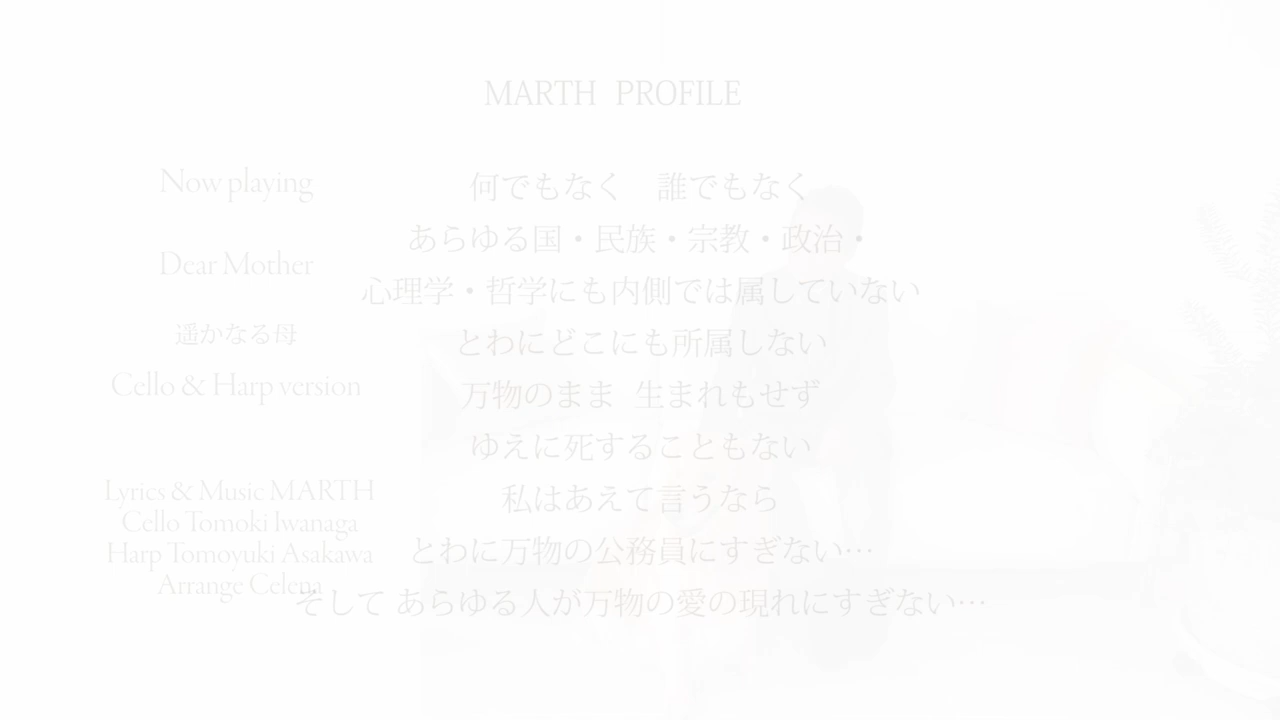 MARTH PROFILE
Now playing
Dear Mother
遥かなる母
Cello & Harp version
Lyrics & Music MARTH
Cello Tomoki Iwanaga
Harp Tomoyuki Asakawa
Arrange Celena
何でもなく 誰でもなく
あらゆる国・民族・宗教・政治・
心理学・哲学にも内側では属していない
とわにどこにも所属しない
万物のまま 生まれもせず
ゆえに死することもない
私はあえて言うなら
とわに万物の公務員にすぎない…
そして あらゆる人が万物の愛の現れにすぎない…